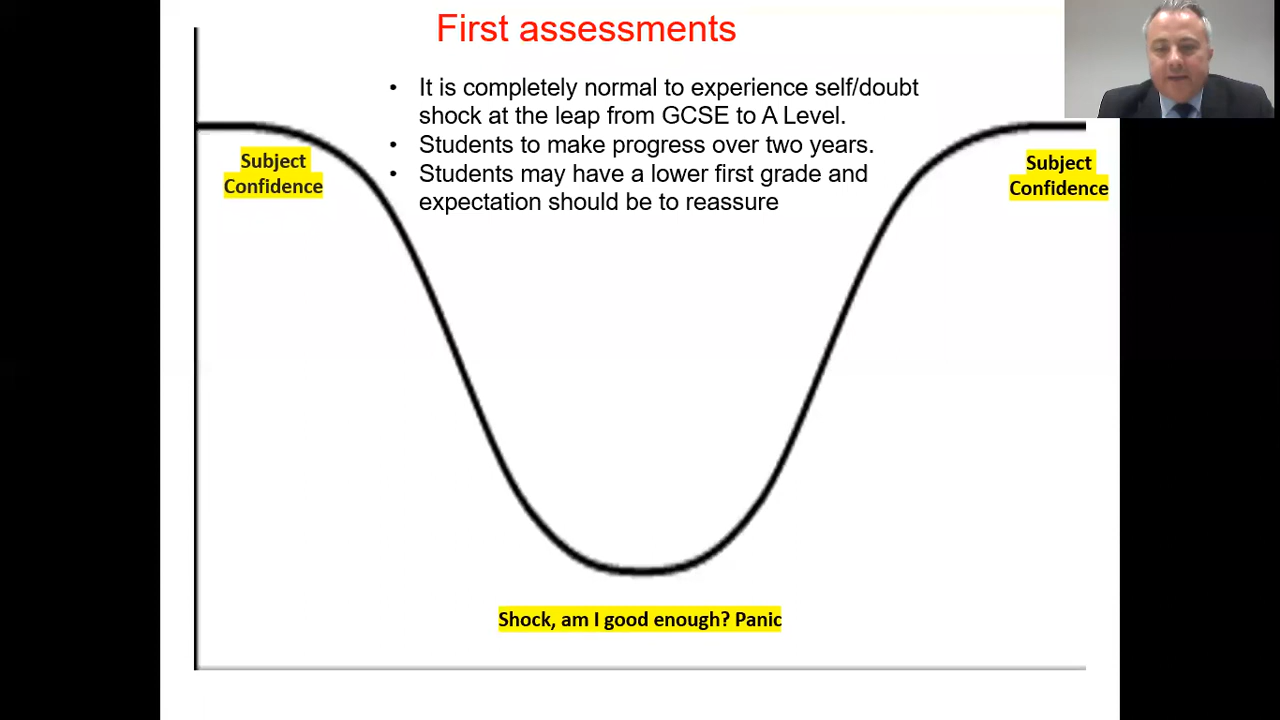 First assessments
• It is completely normal to experience self/doubt
shock at the leap from GCSE to A Level.
• Students to make progress over two years.
• Students may have a lower first grade and
expectation should be to reassure
Subject
Confidence
Subject
Confidence
Shock, am I good enough? Panic